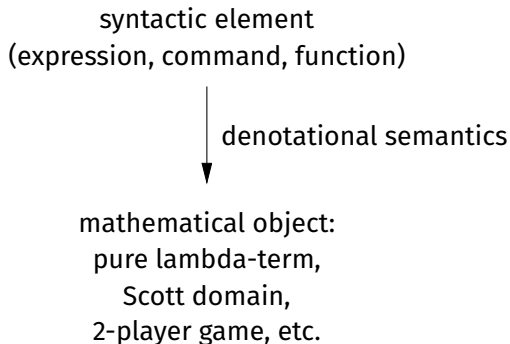 syntactic element
(expression, command, function)
denotational semantics
mathematical object:
pure lambda-term,
Scott domain,
2-player game, etc.